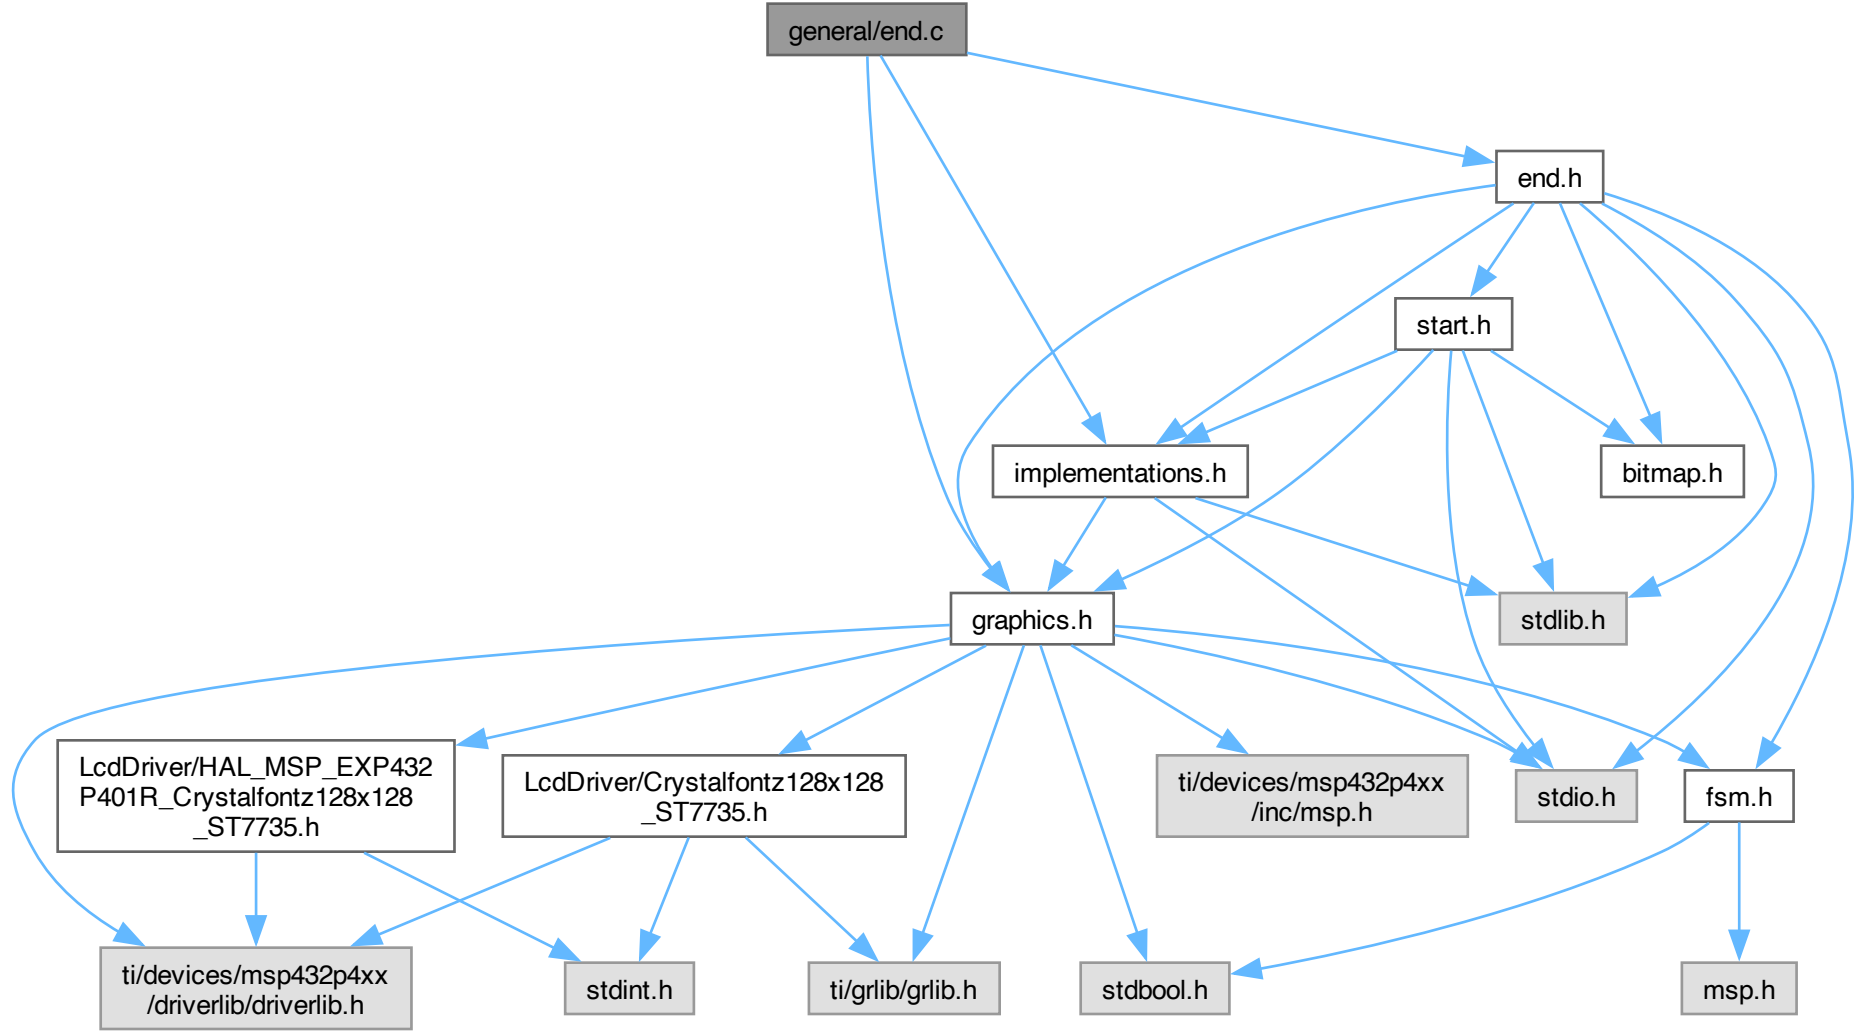 general/end.c
end.h
start.h
implementations.h
bitmap.h
graphics.h
stdlib.h
LcdDriver/HAL_MSP_EXP432
P401R_Crystalfontz128x128
_ST7735.h
LcdDriver/Crystalfontz128x128
_ST7735.h
ti/devices/msp432p4xx
/inc/msp.h
stdio.h
fsm.h
ti/devices/msp432p4xx
/driverlib/driverlib.h
stdint.h
ti/grlib/grlib.h
stdbool.h
msp.h